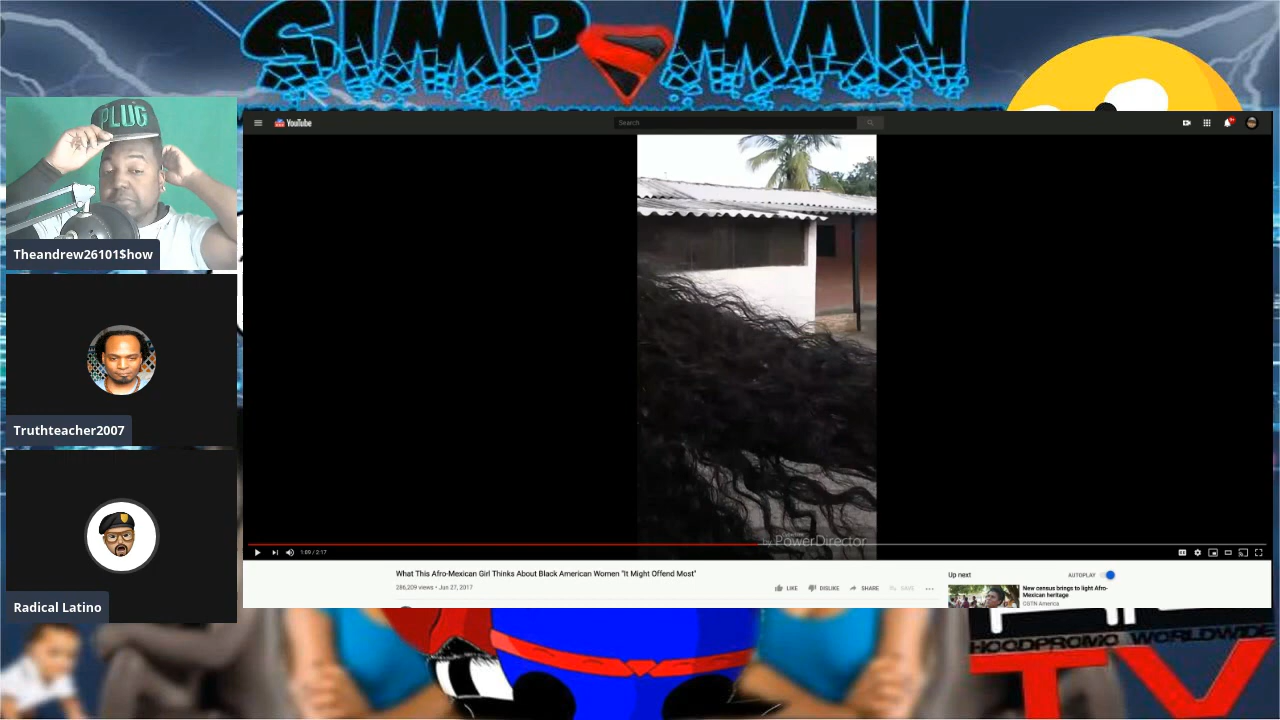 SIMP MAN
PLUG
Theandrew26101$how
Truthteacher2007
Radical Latino
YouTube
Search
by PowerDirector
1:09 / 2:17
What This Afro-Mexican Girl Thinks About Black American Women "It Might Offend Most"
286,209 views • Jun 27, 2017
LIKE
DISLIKE
SHARE
SAVE
Up next
AUTOPLAY
New census brings to light Afro-
Mexican heritage
CGTN America
HOODPROMO WORLDWIDE
TV